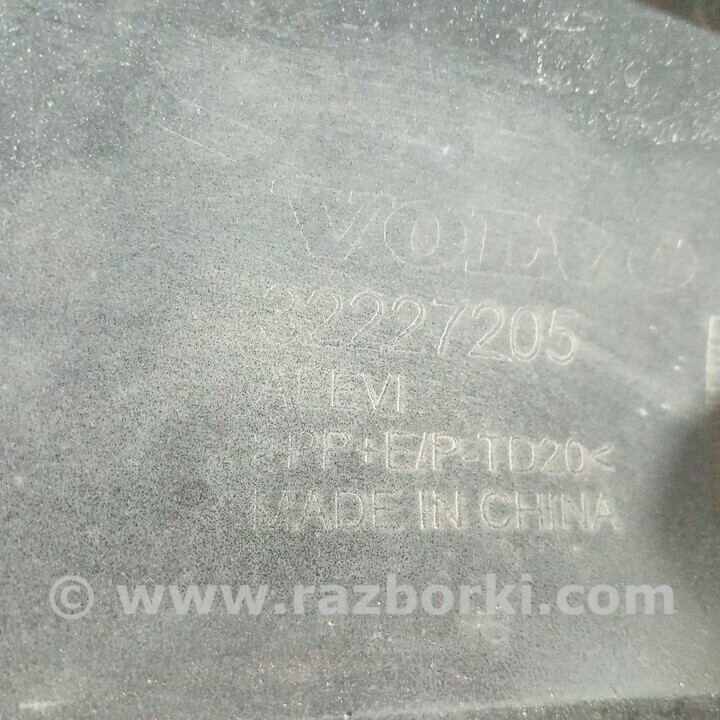 VOLVO
32227205
ALEVI
>PP+E/P-TD20<
MADE IN CHINA
© www.razborki.com